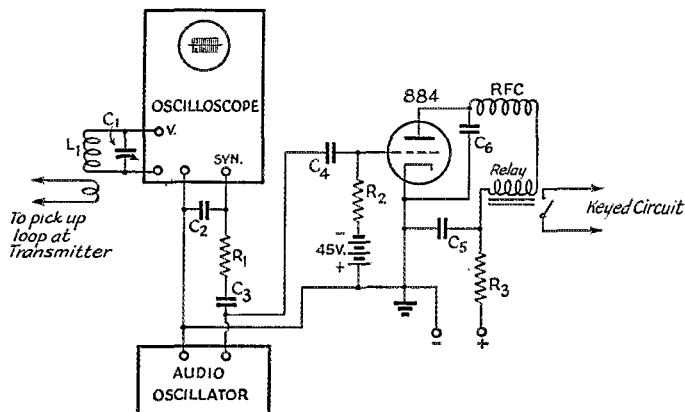 OSCILLOSCOPE
C1
L1
V.
SYN.
To pick up
loop at
Transmitter
C2
R1
C3
AUDIO
OSCILLATOR
C4
884
R2
45V.
-
+
C6
RFC
Relay
Keyed Circuit
C5
R3
-
+